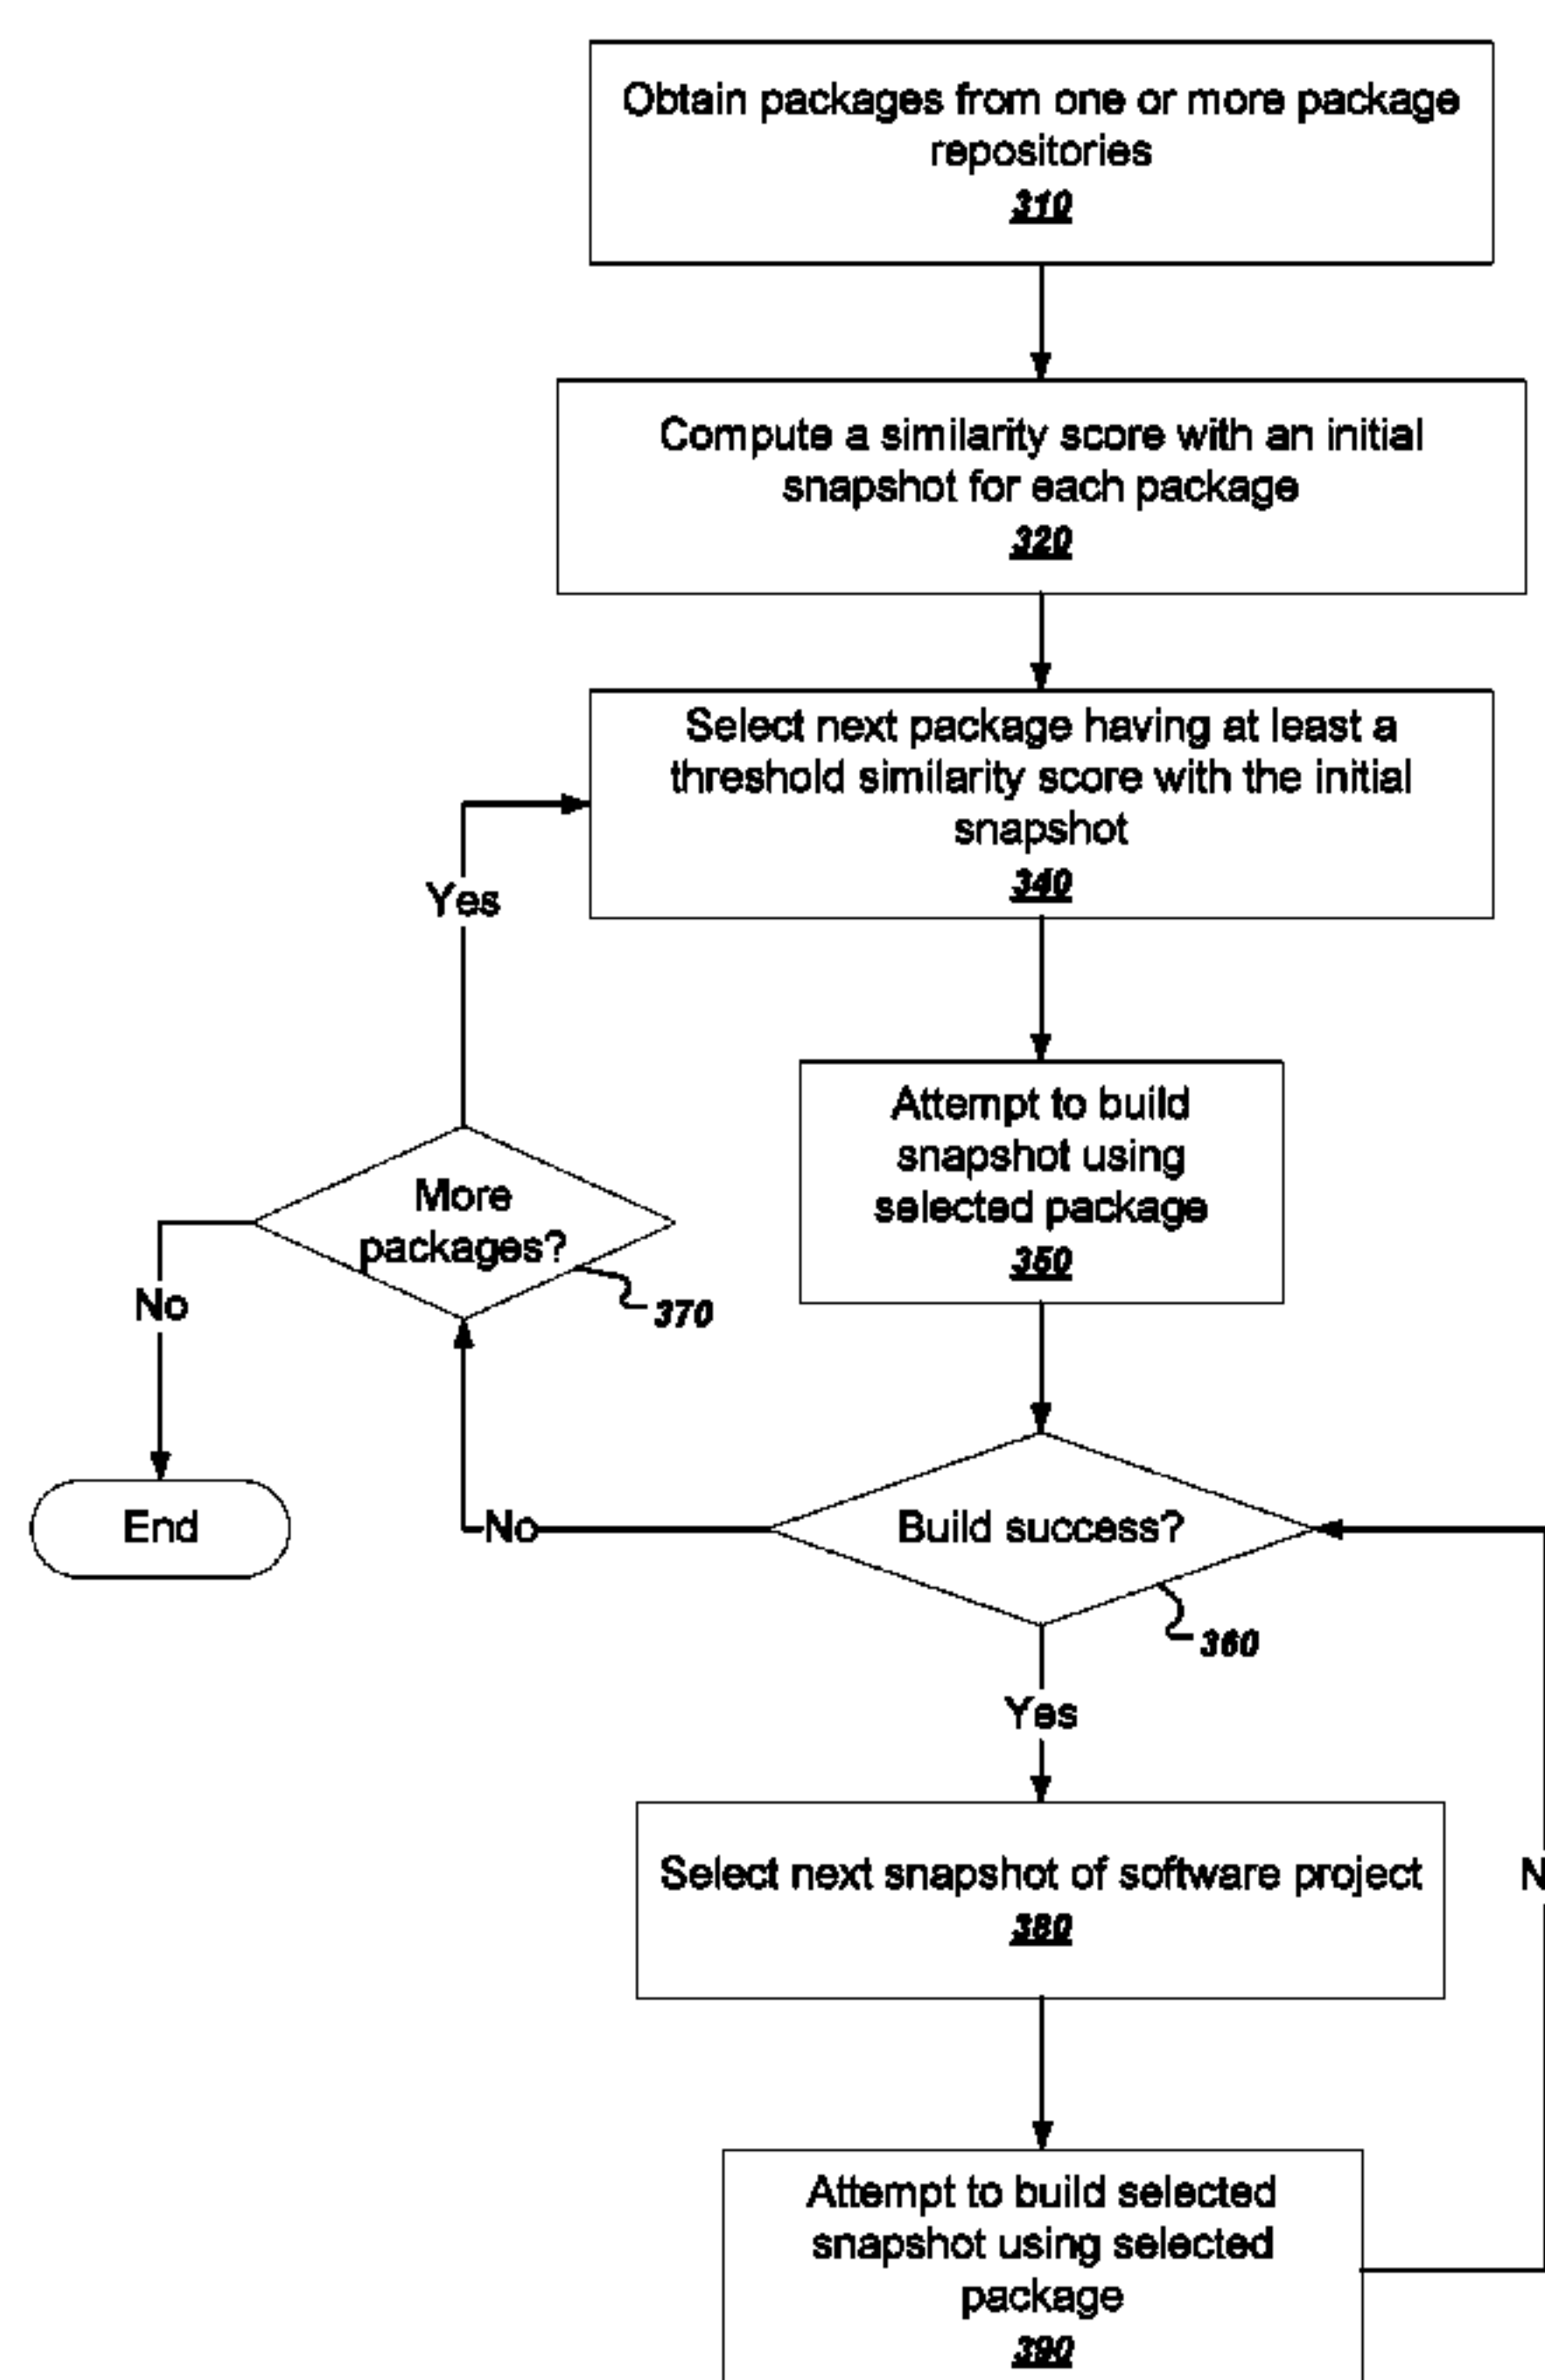 Obtain packages from one or more package
repositories
310
Compute a similarity score with an initial
snapshot for each package
320
Select next package having at least a
threshold similarity score with the initial
snapshot
340
Yes
Attempt to build
snapshot using
selected package
350
More
packages?
370
No
End
No
Build success?
360
Yes
Select next snapshot of software project
380
Attempt to build selected
snapshot using selected
package
390